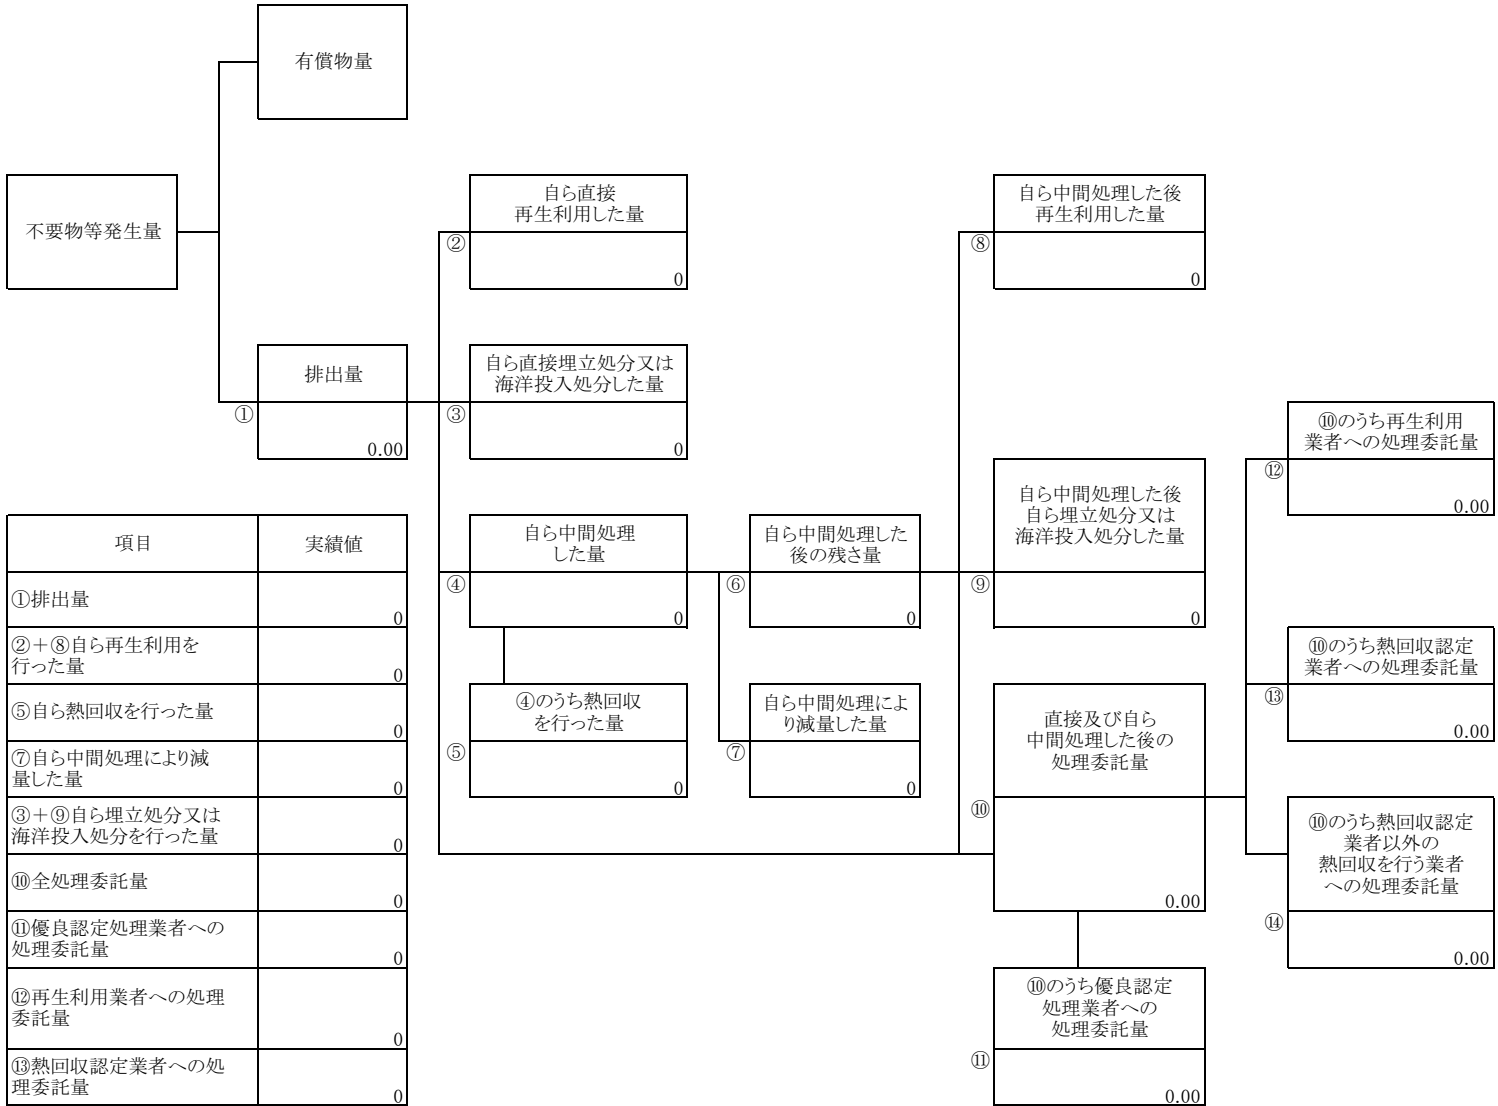 有償物量
不要物等発生量
自ら直接
再生利用した量
②
0
自ら中間処理した後
再生利用した量
⑧
0
排出量
①
0.00
自ら直接埋立処分又は
海洋投入処分した量
③
0
⑩のうち再生利用
業者への処理委託量
⑫
0.00
自ら中間処理
した量
④
0
自ら中間処理した
後の残さ量
⑥
0
自ら中間処理した後
自ら埋立処分又は
海洋投入処分した量
⑨
0
⑩のうち熱回収認定
業者への処理委託量
⑬
0.00
④のうち熱回収
を行った量
⑤
0
自ら中間処理によ
り減量した量
⑦
0
直接及び自ら
中間処理した後の
処理委託量
⑩
0.00
⑩のうち熱回収認定
業者以外の
熱回収を行う業者
への処理委託量
⑭
0.00
⑩のうち優良認定
処理業者への
処理委託量
⑪
0.00
項目 実績値
①排出量
0
②＋⑧自ら再生利用を
行った量
0
⑤自ら熱回収を行った量
0
⑦自ら中間処理により減
量した量
0
③＋⑨自ら埋立処分又は
海洋投入処分を行った量
0
⑩全処理委託量
0
⑪優良認定処理業者への
処理委託量
0
⑫再生利用業者への処理
委託量
0
⑬熱回収認定業者への処
理委託量
0